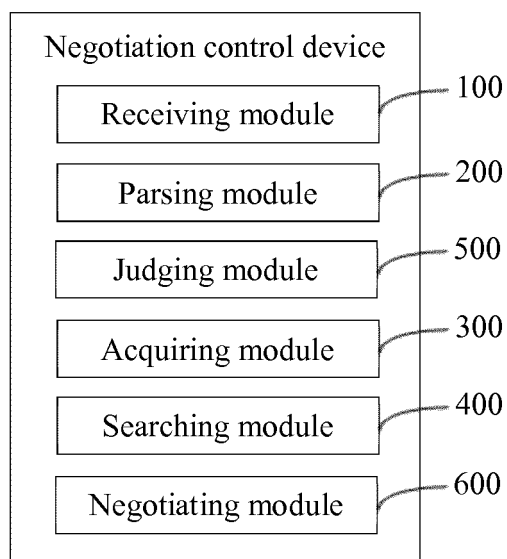 Negotiation control device
Receiving module 100
Parsing module 200
Judging module 500
Acquiring module 300
Searching module 400
Negotiating module 600